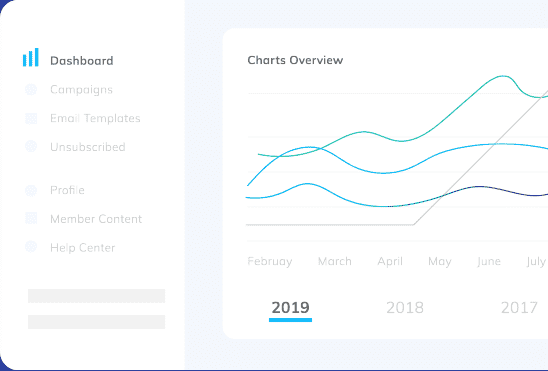 Dashboard
Campaigns
Email Templates
Unsubscribed
Profile
Member Content
Help Center
Charts Overview
February March April May June July
2019 2018 2017